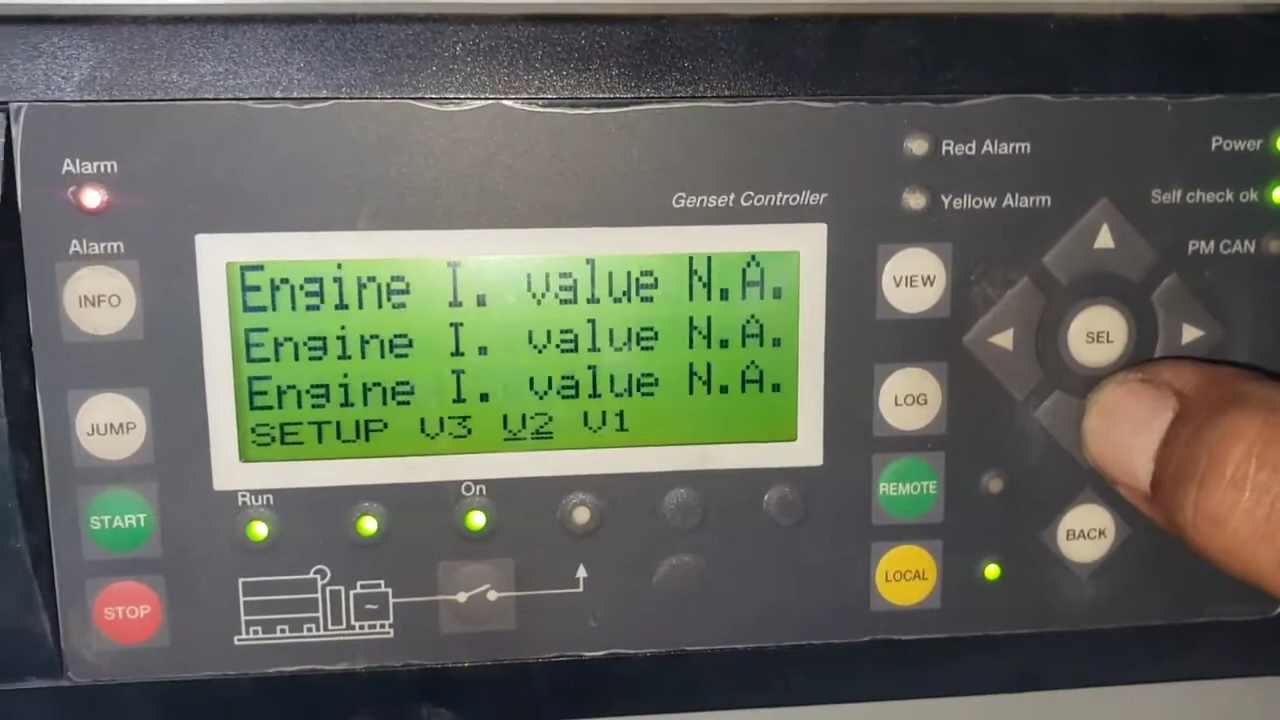 Alarm
Alarm
INFO
JUMP
START
STOP
Genset Controller
Engine I. value N.A.
Engine I. value N.A.
Engine I. value N.A.
SETUP V3 V2 V1
Run
On
~
Red Alarm
Yellow Alarm
Power
Self check ok
PM CAN
VIEW
LOG
REMOTE
LOCAL
SEL
BACK